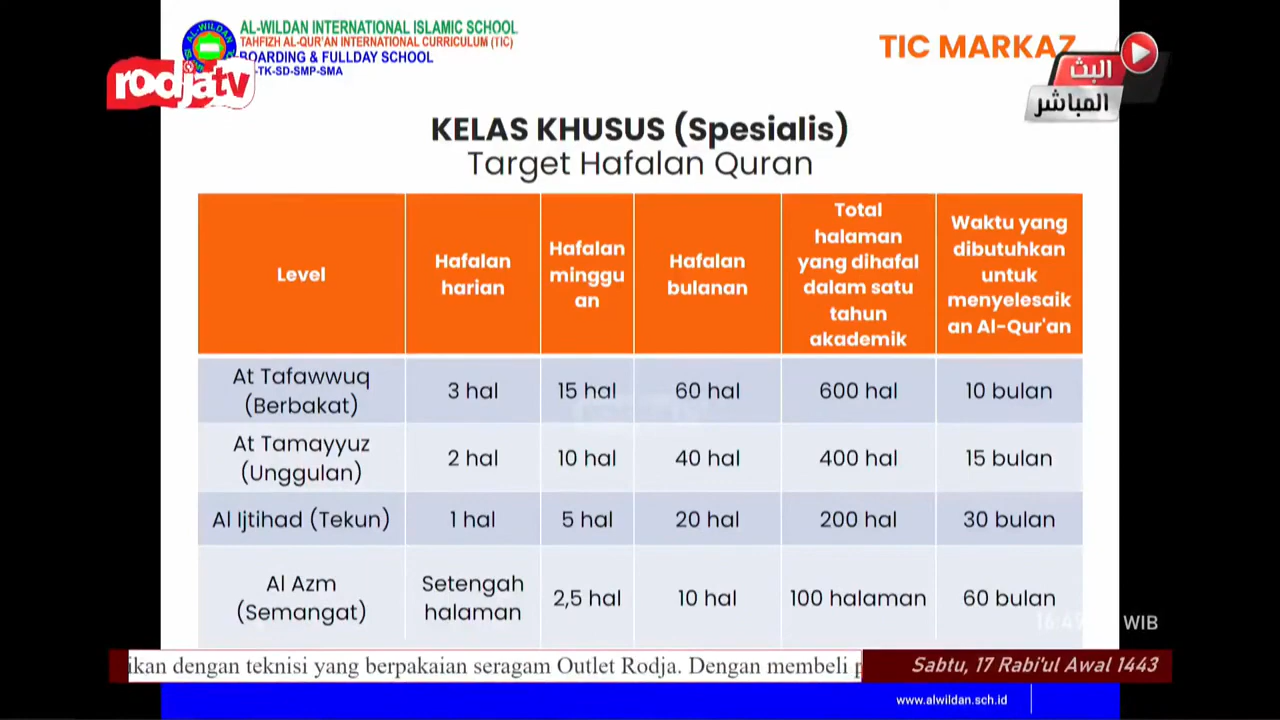 AL-WILDAN INTERNATIONAL ISLAMIC SCHOOL
TAHFIZH AL-QUR'AN INTERNATIONAL CURRICULUM (TIC)
BOARDING & FULLDAY SCHOOL
-TK-SD-SMP-SMA
AL-WILDAN
rodja tv
TIC MARKAZ
البث
المباشر
KELAS KHUSUS (Spesialis)
Target Hafalan Quran
Level
Hafalan
harian
Hafalan
minggu
an
Hafalan
bulanan
Total
halaman
yang dihafal
dalam satu
tahun
akademik
Waktu yang
dibutuhkan
untuk
menyelesaik
an Al-Qur'an
At Tafawwuq
(Berbakat)
3 hal
15 hal
60 hal
600 hal
10 bulan
At Tamayyuz
(Unggulan)
2 hal
10 hal
40 hal
400 hal
15 bulan
Al Ijtihad (Tekun)
1 hal
5 hal
20 hal
200 hal
30 bulan
Al Azm
(Semangat)
Setengah
halaman
2,5 hal
10 hal
100 halaman
60 bulan
WIB
ikan dengan teknisi yang berpakaian seragam Outlet Rodja. Dengan membeli p
Sabtu, 17 Rabi'ul Awal 1443
www.alwildan.sch.id